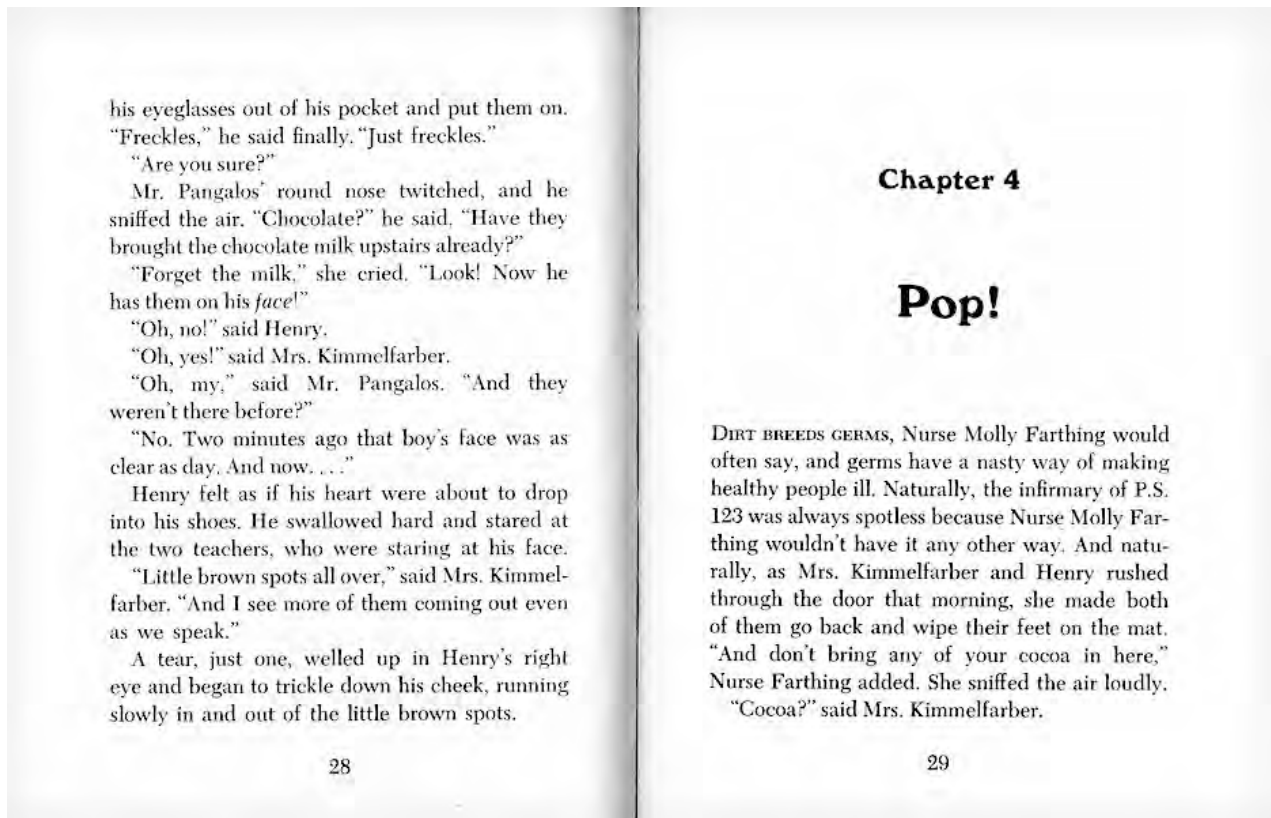 his eyeglasses out of his pocket and put them on.
"Freckles," he said finally. "Just freckles."
"Are you sure?"
Mr. Pangalos' round nose twitched, and he
sniffed the air. "Chocolate?" he said. "Have they
brought the chocolate milk upstairs already?"
"Forget the milk," she cried. "Look! Now he
has them on his face!"
"Oh, no!" said Henry.
"Oh, yes!" said Mrs. Kimmelfarber.
"Oh, my," said Mr. Pangalos. "And they
weren't there before?"
"No. Two minutes ago that boy's face was as
clear as day. And now. . . ."
Henry felt as if his heart were about to drop
into his shoes. He swallowed hard and stared at
the two teachers, who were staring at his face.
"Little brown spots all over," said Mrs. Kimmel-
farber. "And I see more of them coming out even
as we speak."
A tear, just one, welled up in Henry's right
eye and began to trickle down his cheek, running
slowly in and out of the little brown spots.
28
Chapter 4
Pop!
DIRT BREEDS GERMS, Nurse Molly Farthing would
often say, and germs have a nasty way of making
healthy people ill. Naturally, the infirmary of P.S.
123 was always spotless because Nurse Molly Far-
thing wouldn't have it any other way. And natu-
rally, as Mrs. Kimmelfarber and Henry rushed
through the door that morning, she made both
of them go back and wipe their feet on the mat.
"And don't bring any of your cocoa in here,"
Nurse Farthing added. She sniffed the air loudly.
"Cocoa?" said Mrs. Kimmelfarber.
29